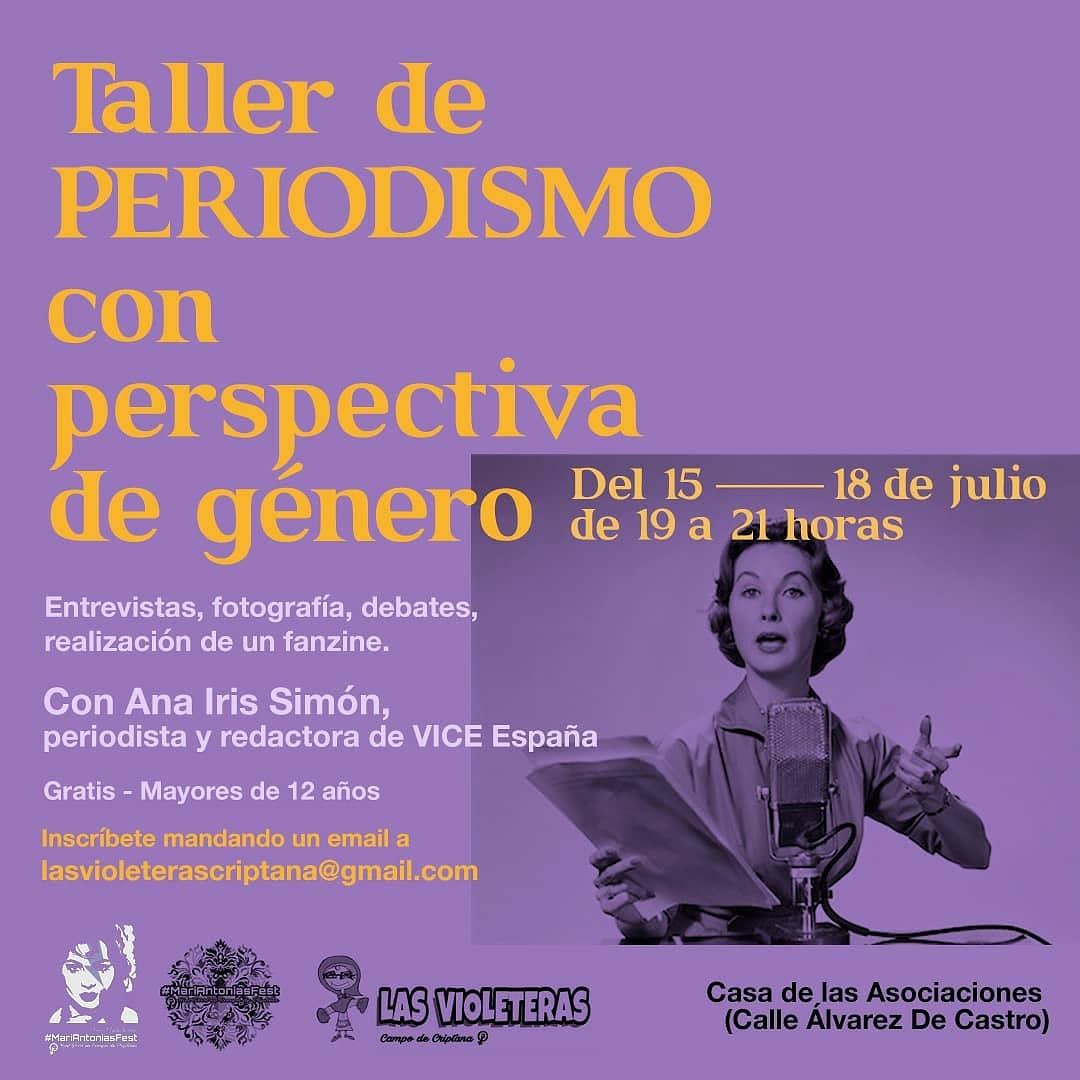 Taller de
PERIODISMO
con
perspectiva
de género
Del 15 —— 18 de julio
de 19 a 21 horas
Entrevistas, fotografía, debates,
realización de un fanzine.
Con Ana Iris Simón,
periodista y redactora de VICE España
Gratis - Mayores de 12 años
Inscríbete mandando un email a
lasvioleterascriptana@gmail.com
#MariAntoniasFest
#MariAntoniasFest
LAS VIOLETERAS
Campo de Criptana
Casa de las Asociaciones
(Calle Álvarez De Castro)